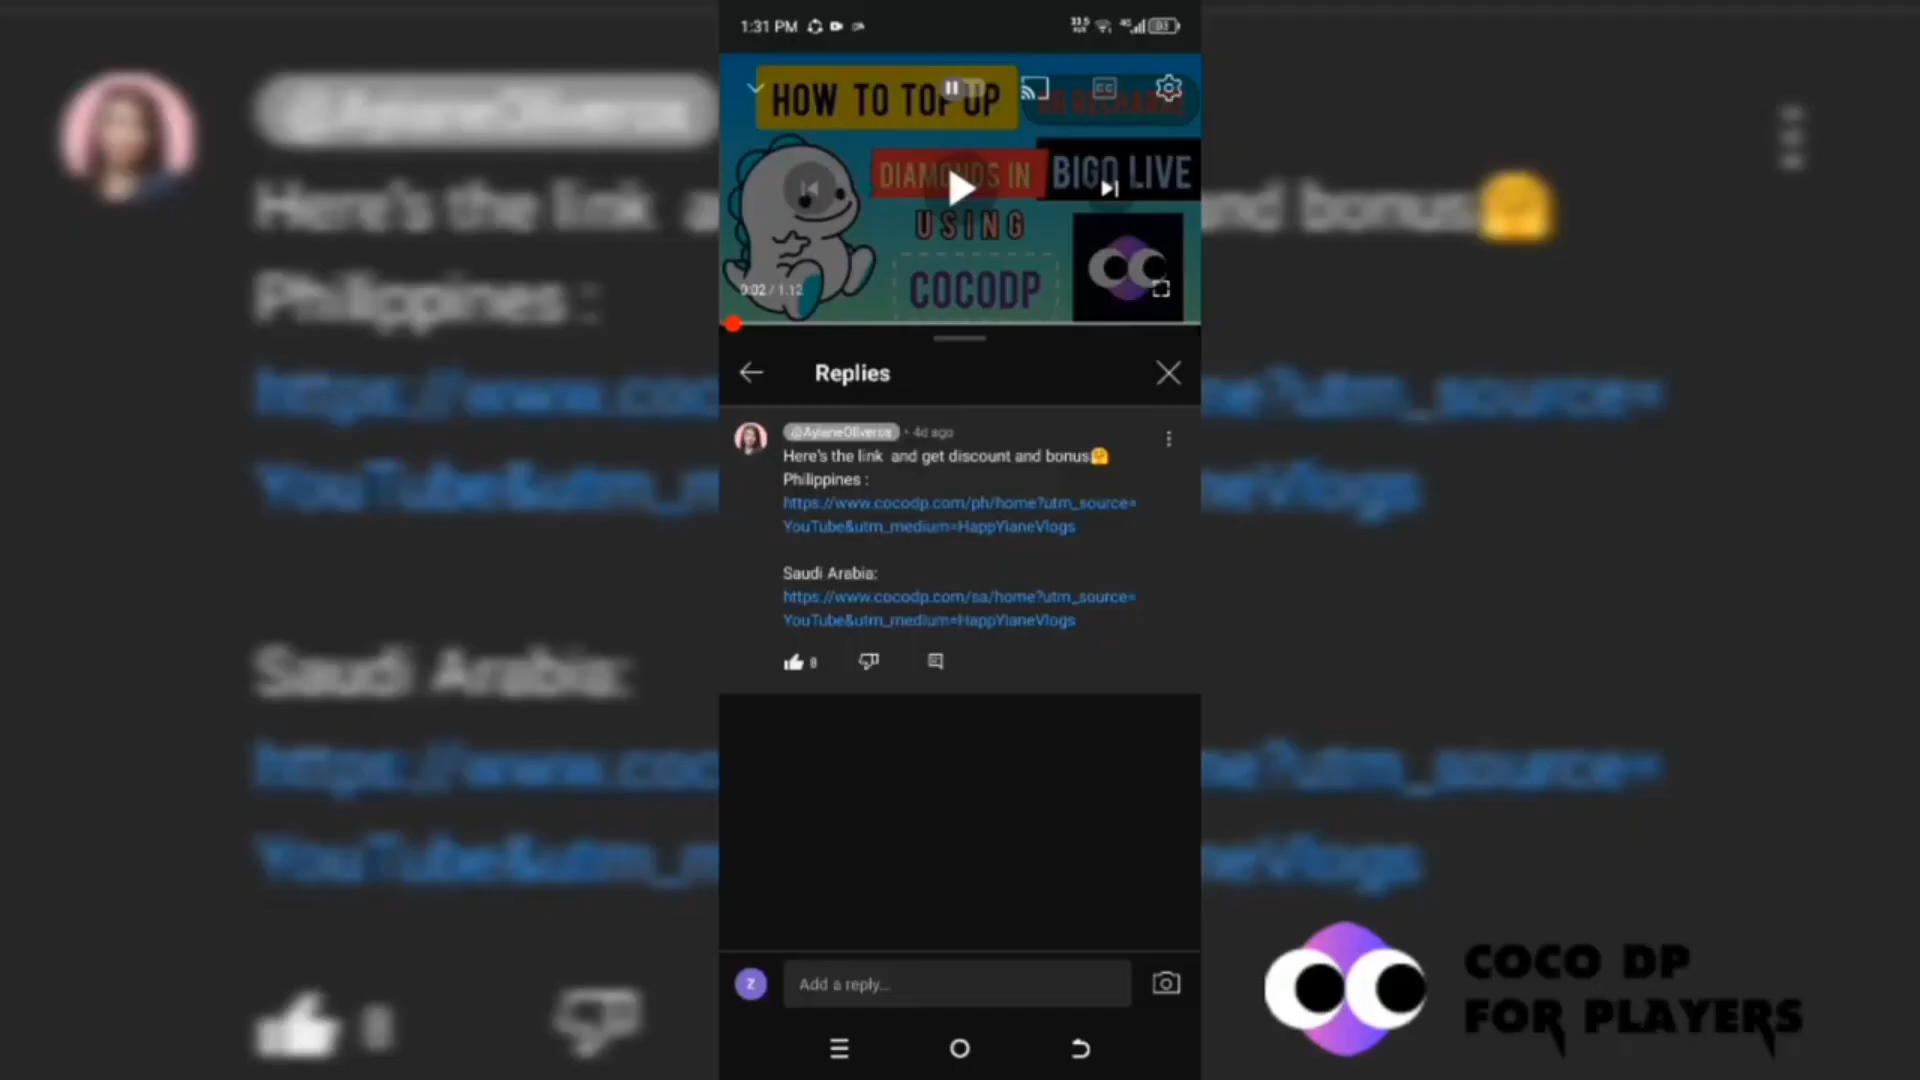 1:31 PM
HOW TO TOP UP
DIAMONDS IN BIGO LIVE
USING
COCODP
0:02 / 1:12
Replies
@AylaneOliveros • 4d ago
Here's the link and get discount and bonus🤗
Philippines :
https://www.cocodp.com/ph/home?utm_source=
YouTube&utm_medium=HappYianeVlogs
Saudi Arabia:
https://www.cocodp.com/sa/home?utm_source=
YouTube&utm_medium=HappYianeVlogs
8
Z
Add a reply...
COCO DP
FOR PLAYERS